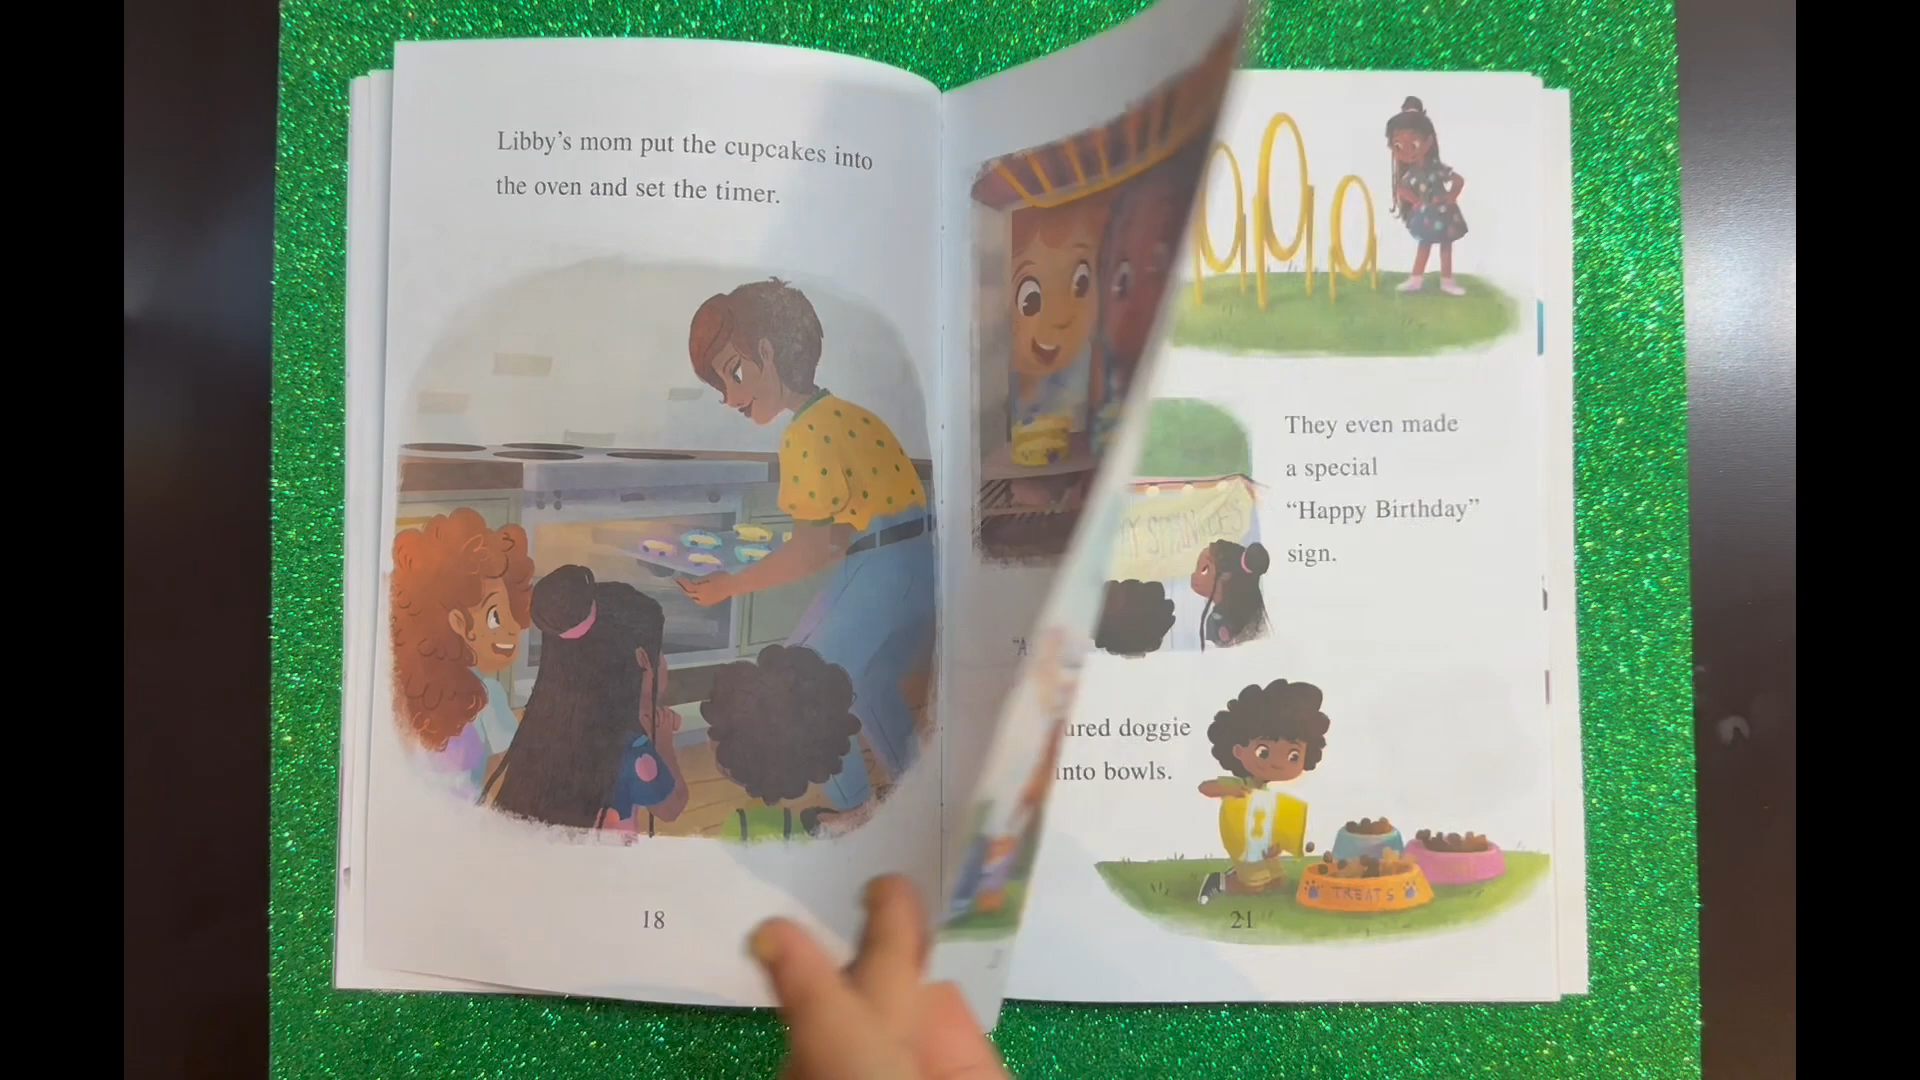 Libby's mom put the cupcakes into
the oven and set the timer.
18
They even made
a special
“Happy Birthday”
sign.
doggie
into bowls.
TREATS
21